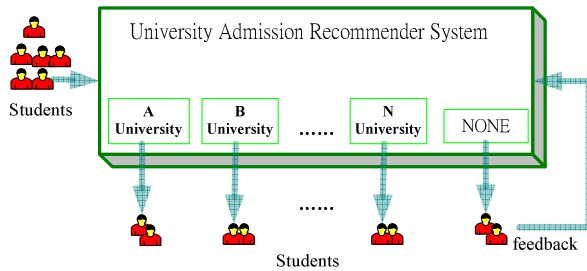 University Admission Recommender System
Students
A
University
B
University
......
N
University
NONE
......
Students
feedback